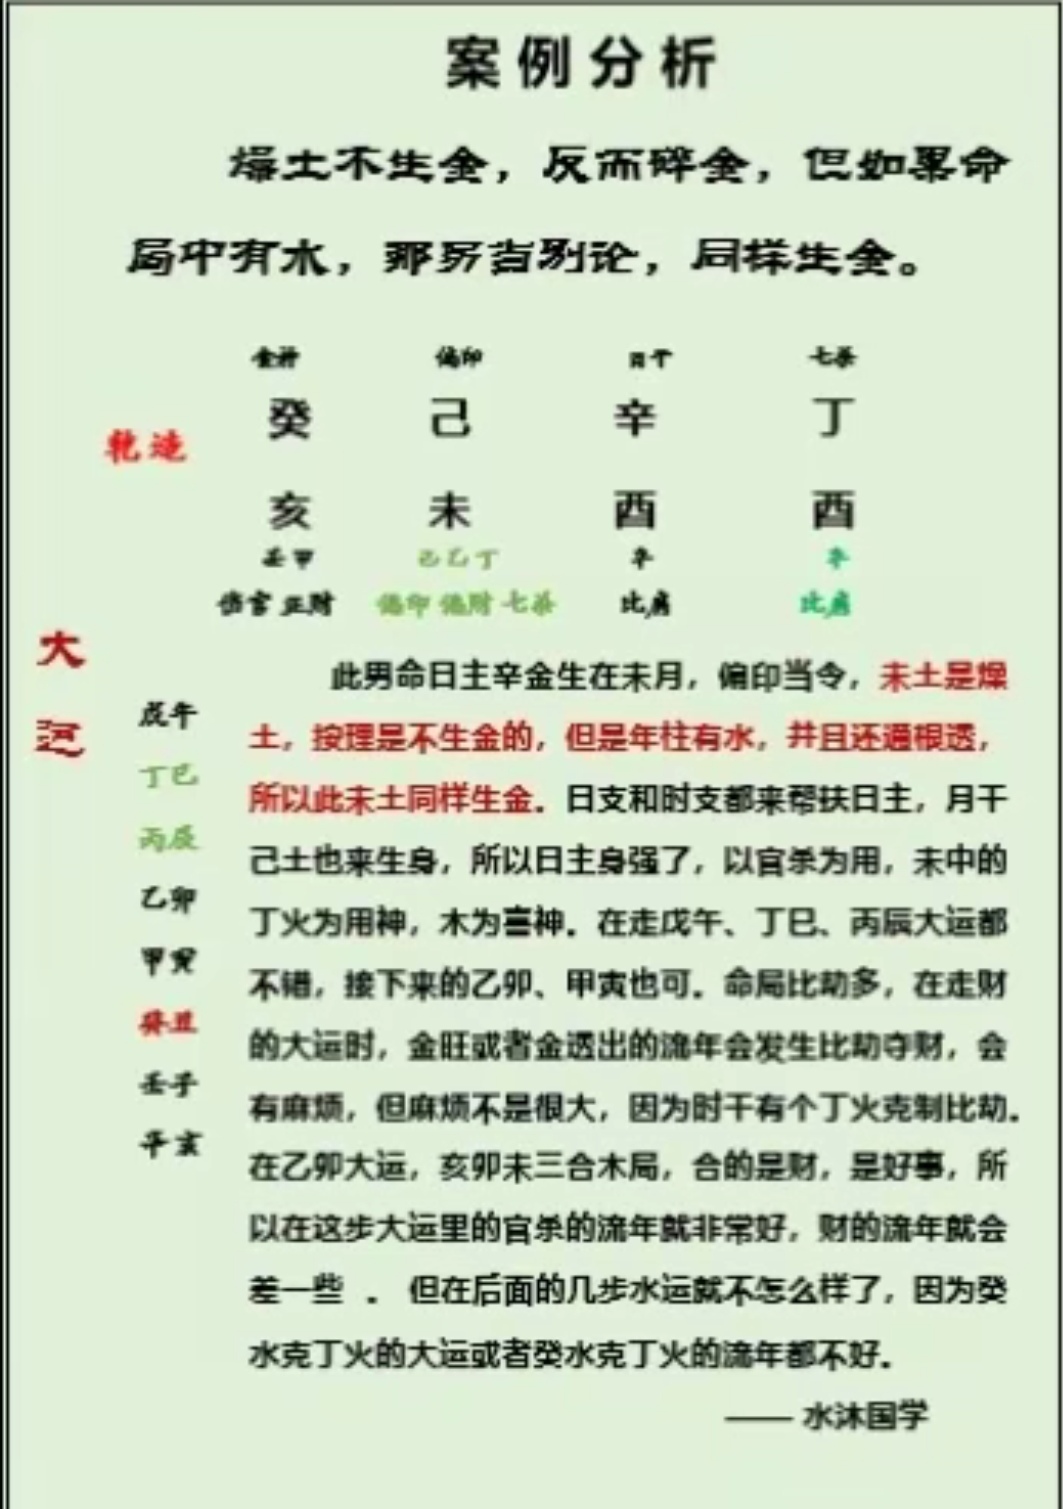 案例分析
燥土不生金，反而碎金，但如果命
局中有水，那另当别论，同样生金。
食神 偏印 日干 七杀
癸 己 辛 丁
乾造
亥 未 酉 酉
壬甲 己乙丁 辛 辛
伤官 正财 偏印 偏财 七杀 比肩 比肩
大运
戊午
丁巳
丙辰
乙卯
甲寅
癸丑
壬子
辛亥
此男命日主辛金生在未月，偏印当令，未土是燥
土，按理是不生金的，但是年柱有水，并且还通根透，
所以此未土同样生金。日支和时支都来帮扶日主，月干
己土也来生身，所以日主身强了，以官杀为用，未中的
丁火为用神，木为喜神。在走戊午、丁巳、丙辰大运都
不错，接下来的乙卯、甲寅也可。命局比劫多，在走财
的大运时，金旺或者金透出的流年会发生比劫夺财，会
有麻烦，但麻烦不是很大，因为时干有个丁火克制比劫。
在乙卯大运，亥卯未三合木局，合的是财，是好事，所
以在这步大运里的官杀的流年就非常好，财的流年就会
差一些 。 但在后面的几步水运就不怎么样了，因为癸
水克丁火的大运或者癸水克丁火的流年都不好。
—— 水沐国学